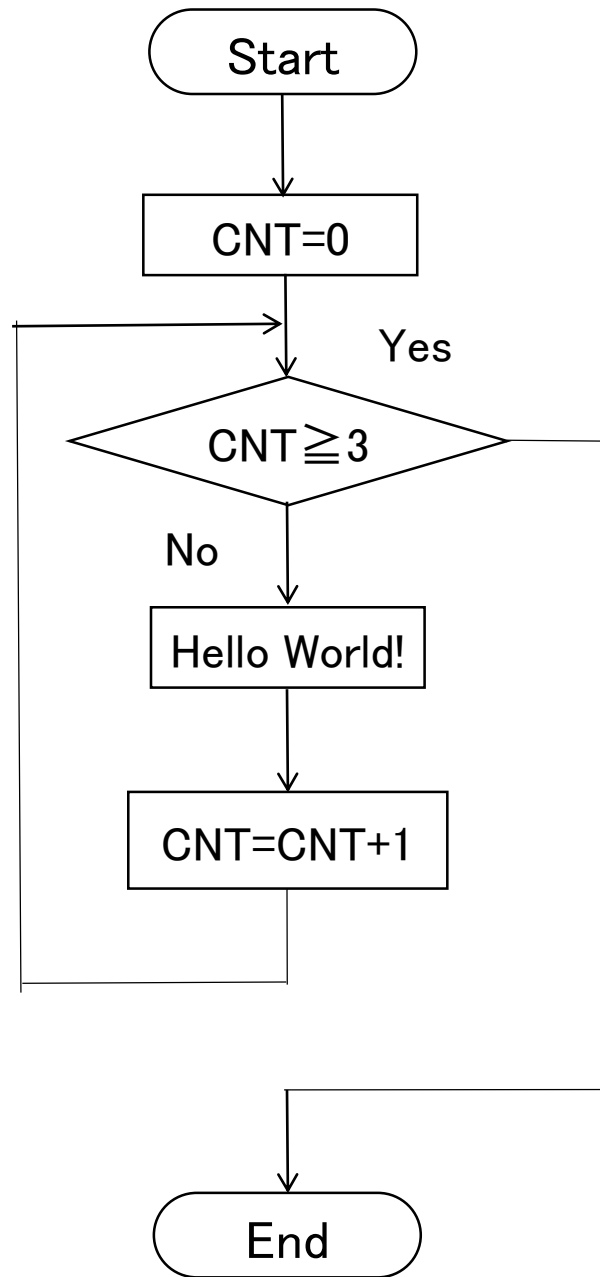 Start
CNT=0
Yes
CNT≧3
No
Hello World!
CNT=CNT+1
End